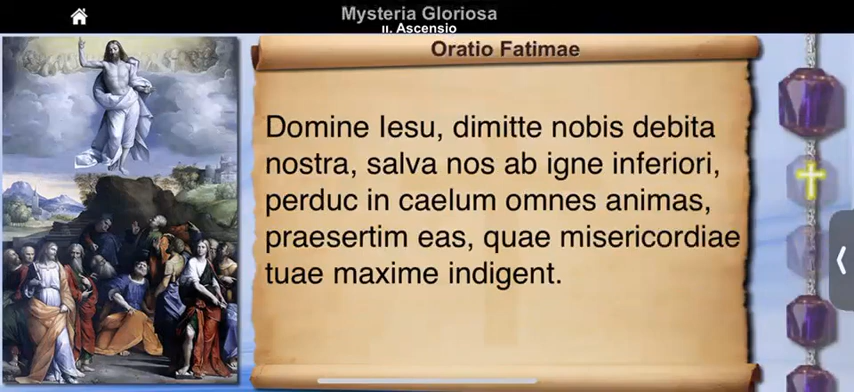 Mysteria Gloriosa
II. Ascensio
Oratio Fatimae
Domine Iesu, dimitte nobis debita
nostra, salva nos ab igne inferiori,
perduc in caelum omnes animas,
praesertim eas, quae misericordiae
tuae maxime indigent.